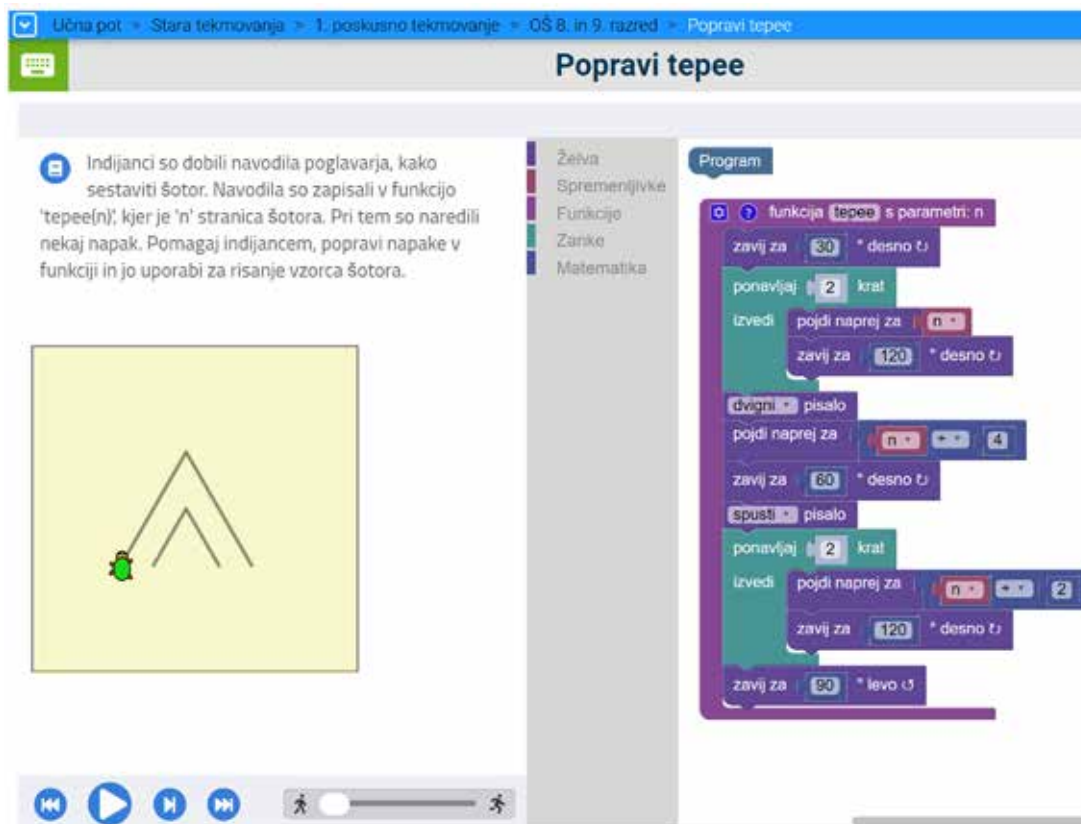 Učna pot » Stara tekmovanja » 1. poskusno tekmovanje » OŠ 8. in 9. razred » Popravi tepee
Popravi tepee
Indijanci so dobili navodila poglavarja, kako
sestaviti šotor. Navodila so zapisali v funkcijo
'tepee(n)', kjer je 'n' stranica šotora. Pri tem so naredili
nekaj napak. Pomagaj indijancem, popravi napake v
funkciji in jo uporabi za risanje vzorca šotora.
Želva
Spremenljivke
Funkcije
Zanke
Matematika
Program
funkcija tepee s parametri: n
zavij za 30 ° desno ↻
ponavljaj 2 krat
izvedi pojdi naprej za n
zavij za 120 ° desno ↻
dvigni pisalo
pojdi naprej za n ÷ 4
zavij za 60 ° desno ↻
spusti pisalo
ponavljaj 2 krat
izvedi pojdi naprej za n ÷ 2
zavij za 120 ° desno ↻
zavij za 90 ° levo ↺